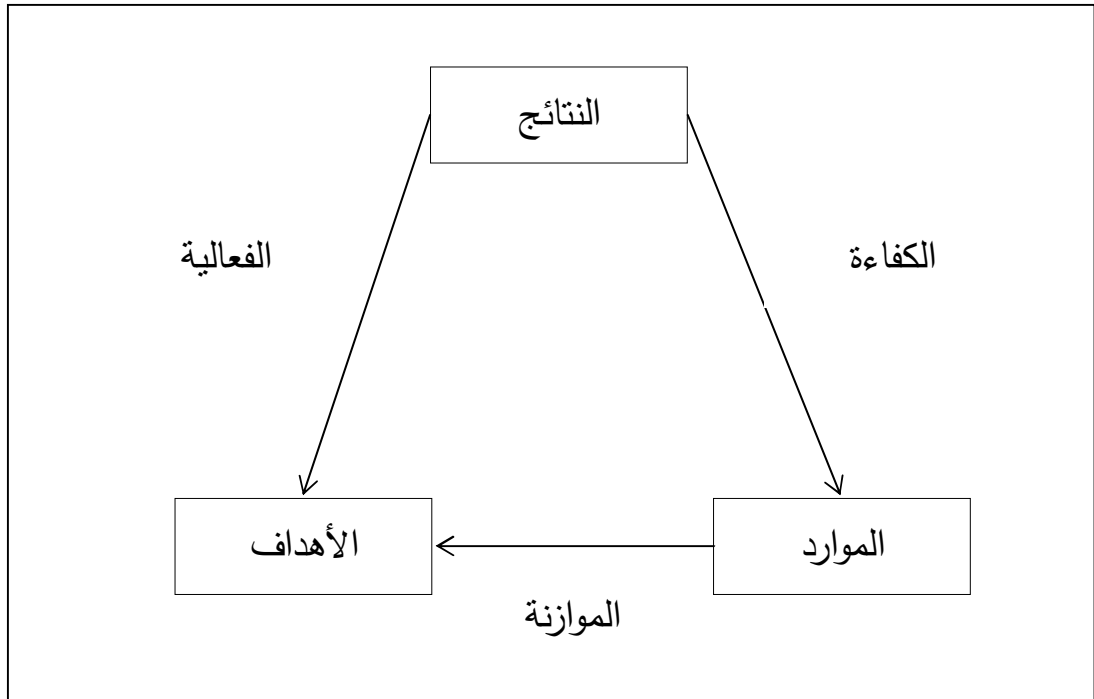 النتائج
الكفاءة
الفعالية
الموارد
الأهداف
الموازنة